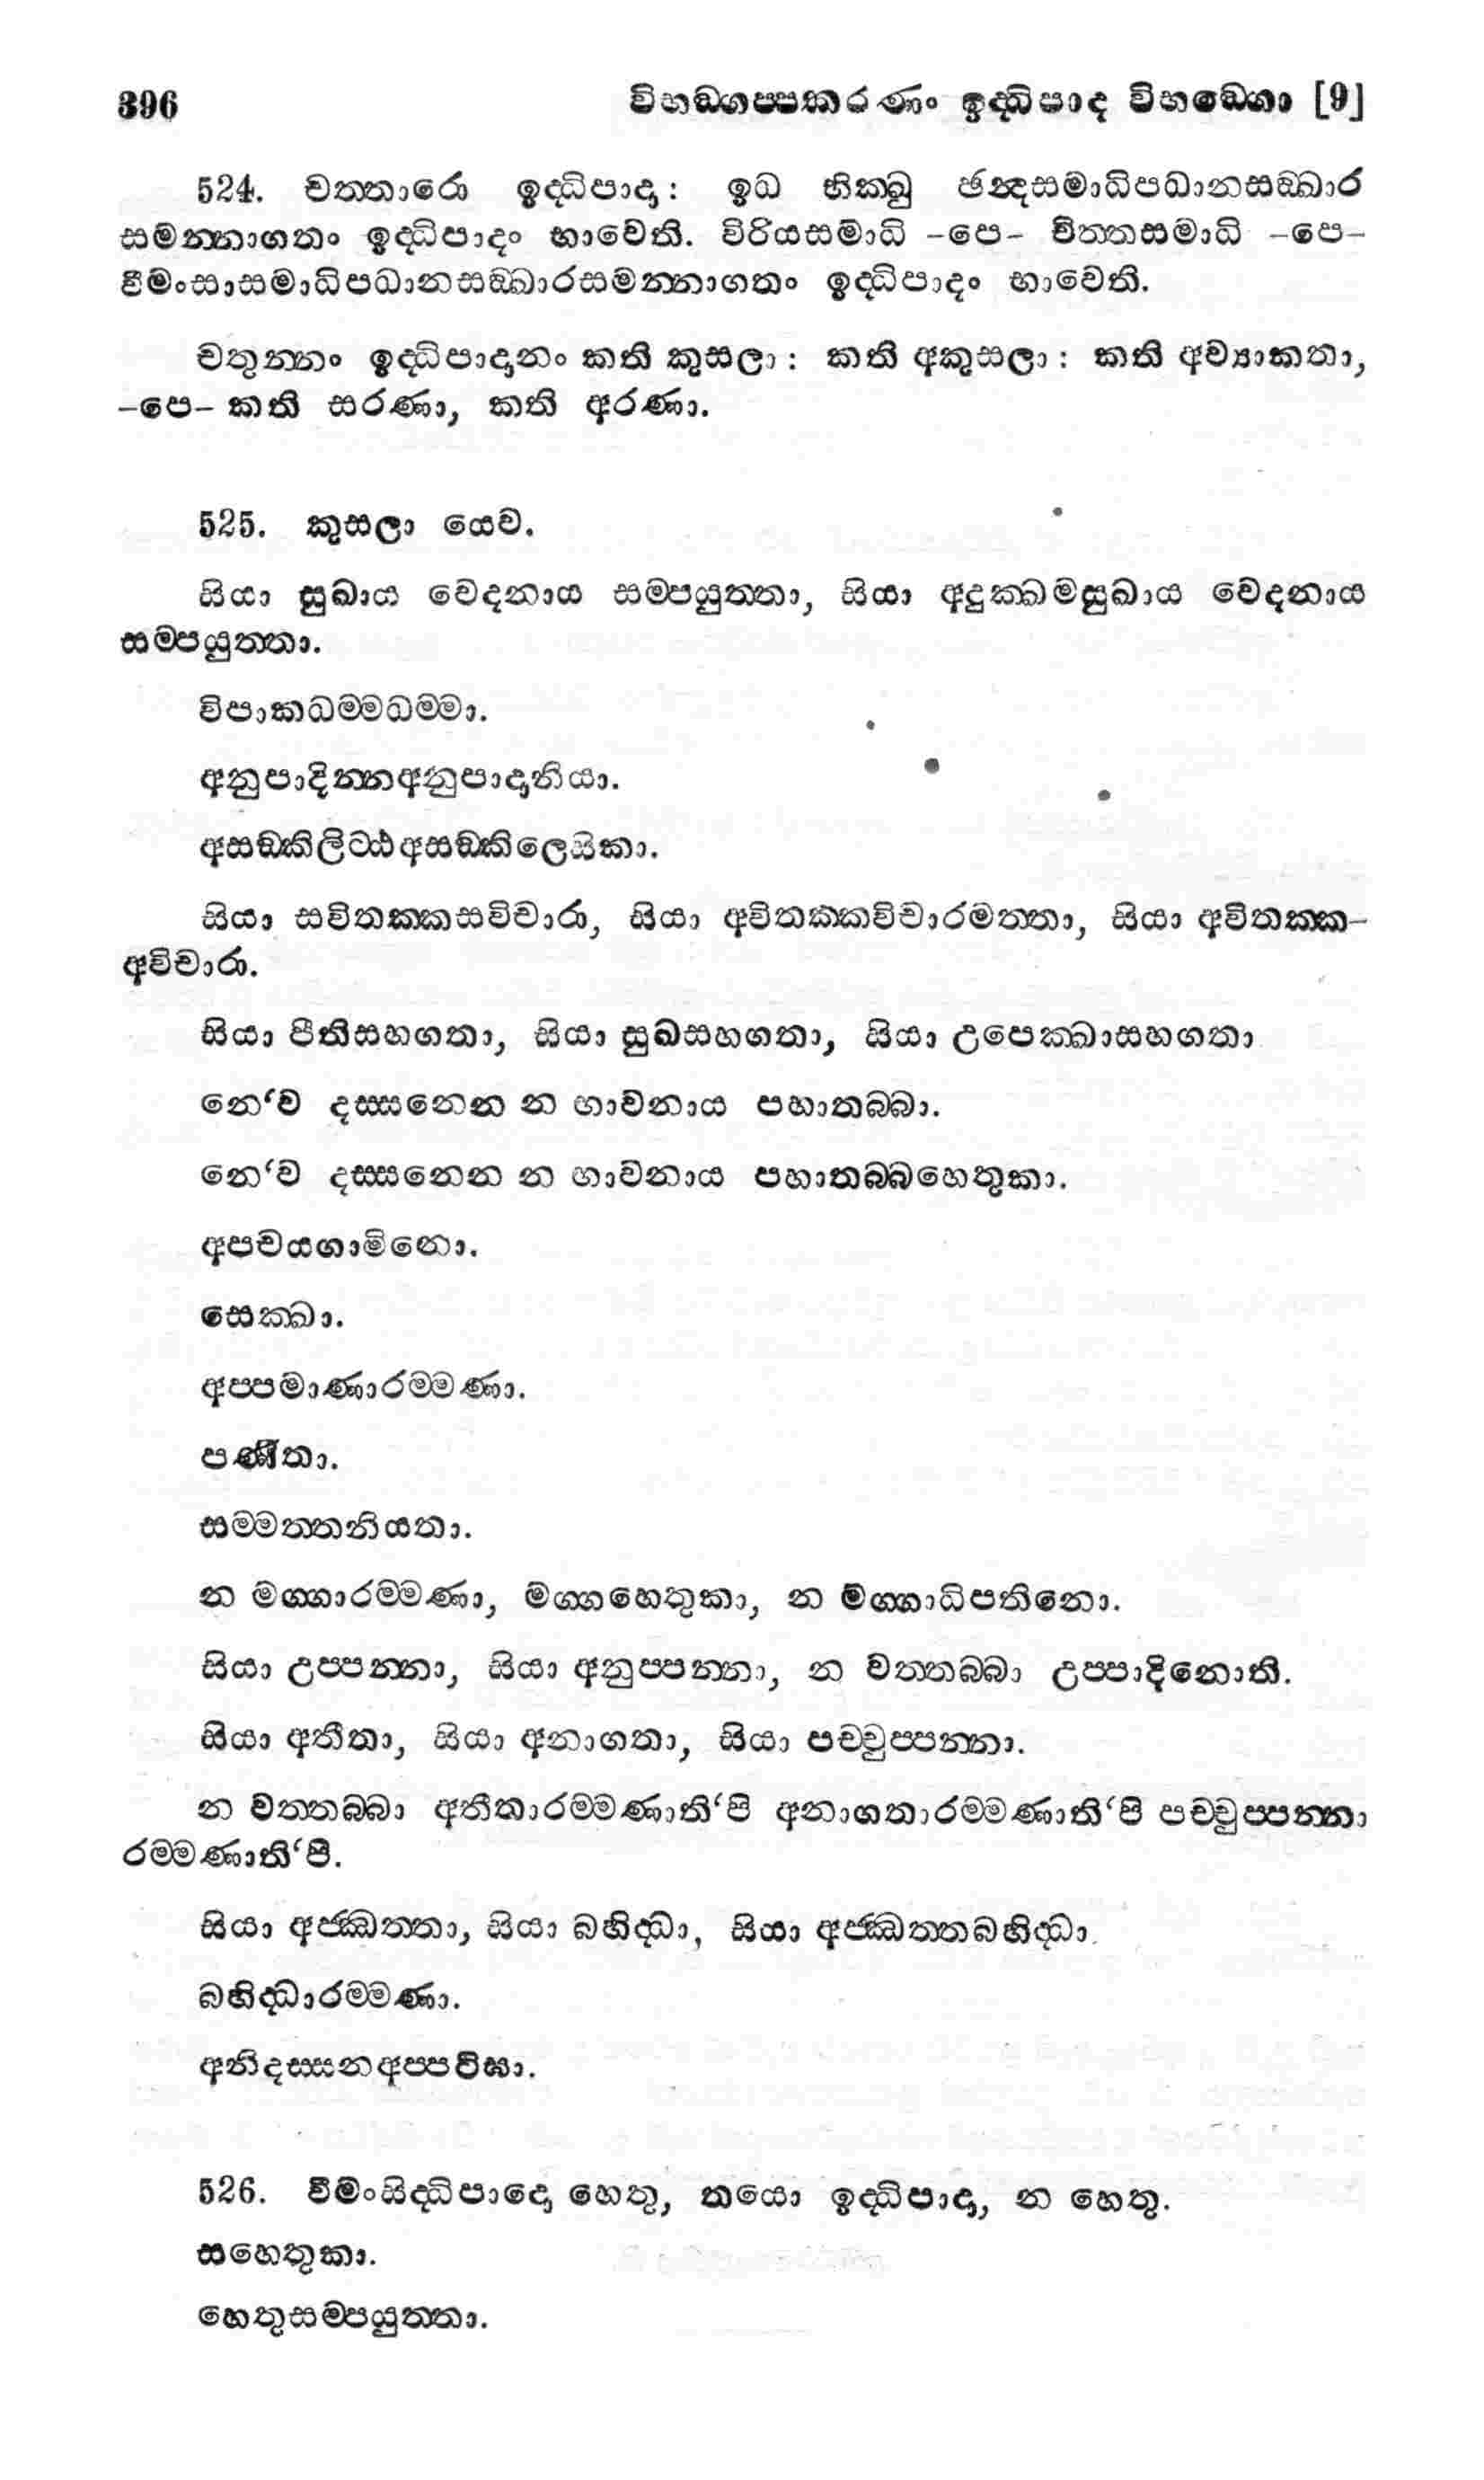 396 විභඞ්ගප්පකරණං ඉද්ධිපාද විභඞ්ගො [9]
524. චත්තාරො ඉද්ධිපාදා: ඉධ භික්ඛු ඡන්දසමාධිපධානසඞ්ඛාර
සමන්නාගතං ඉද්ධිපාදං භාවෙති. විරියසමාධි -පෙ- චිත්තසමාධි -පෙ-
වීමංසාසමාධිපධානසඞ්ඛාරසමන්නාගතං ඉද්ධිපාදං භාවෙති.
චතුන්නං ඉද්ධිපාදානං කති කුසලා: කති අකුසලා: කති අව්‍යාකතා,
-පෙ- කති සරණා, කති අරණා.
525. කුසලා යෙව.
සියා සුඛාය වෙදනාය සම්පයුත්තා, සියා අදුක්ඛමසුඛාය වෙදනාය
සම්පයුත්තා.
විපාකධම්මධම්මා.
අනුපාදින්නඅනුපාදානියා.
අසඞ්කිලිට්ඨඅසඞ්කිලෙසිකා.
සියා සවිතක්කසවිචාරා, සියා අවිතක්කවිචාරමත්තා, සියා අවිතක්ක-
අවිචාරා.
සියා පීතිසහගතා, සියා සුඛසහගතා, සියා උපෙක්ඛාසහගතා
නෙ‘ව දස්සනෙන න භාවනාය පහාතබ්බා.
නෙ‘ව දස්සනෙන න භාවනාය පහාතබ්බහෙතුකා.
අපචයගාමිනො.
සෙක්ඛා.
අප්පමාණාරම්මණා.
පණීතා.
සම්මත්තනියතා.
න මග්ගාරම්මණා, මග්ගහෙතුකා, න මග්ගාධිපතිනො.
සියා උප්පන්නා, සියා අනුප්පන්නා, න වත්තබ්බා උප්පාදිනොති.
සියා අතීතා, සියා අනාගතා, සියා පච්චුප්පන්නා.
න වත්තබ්බා අතීතාරම්මණාති‘පි අනාගතාරම්මණාති‘පි පච්චුප්පන්නා
රම්මණාති‘පි.
සියා අජ්ඣත්තා, සියා බහිද්ධා, සියා අජ්ඣත්තබහිද්ධා.
බහිද්ධාරම්මණා.
අනිදස්සනඅප්පටිඝා.
526. වීමංසිද්ධිපාදො හෙතු, තයො ඉද්ධිපාදා, න හෙතු.
සහෙතුකා.
හෙතුසම්පයුත්තා.